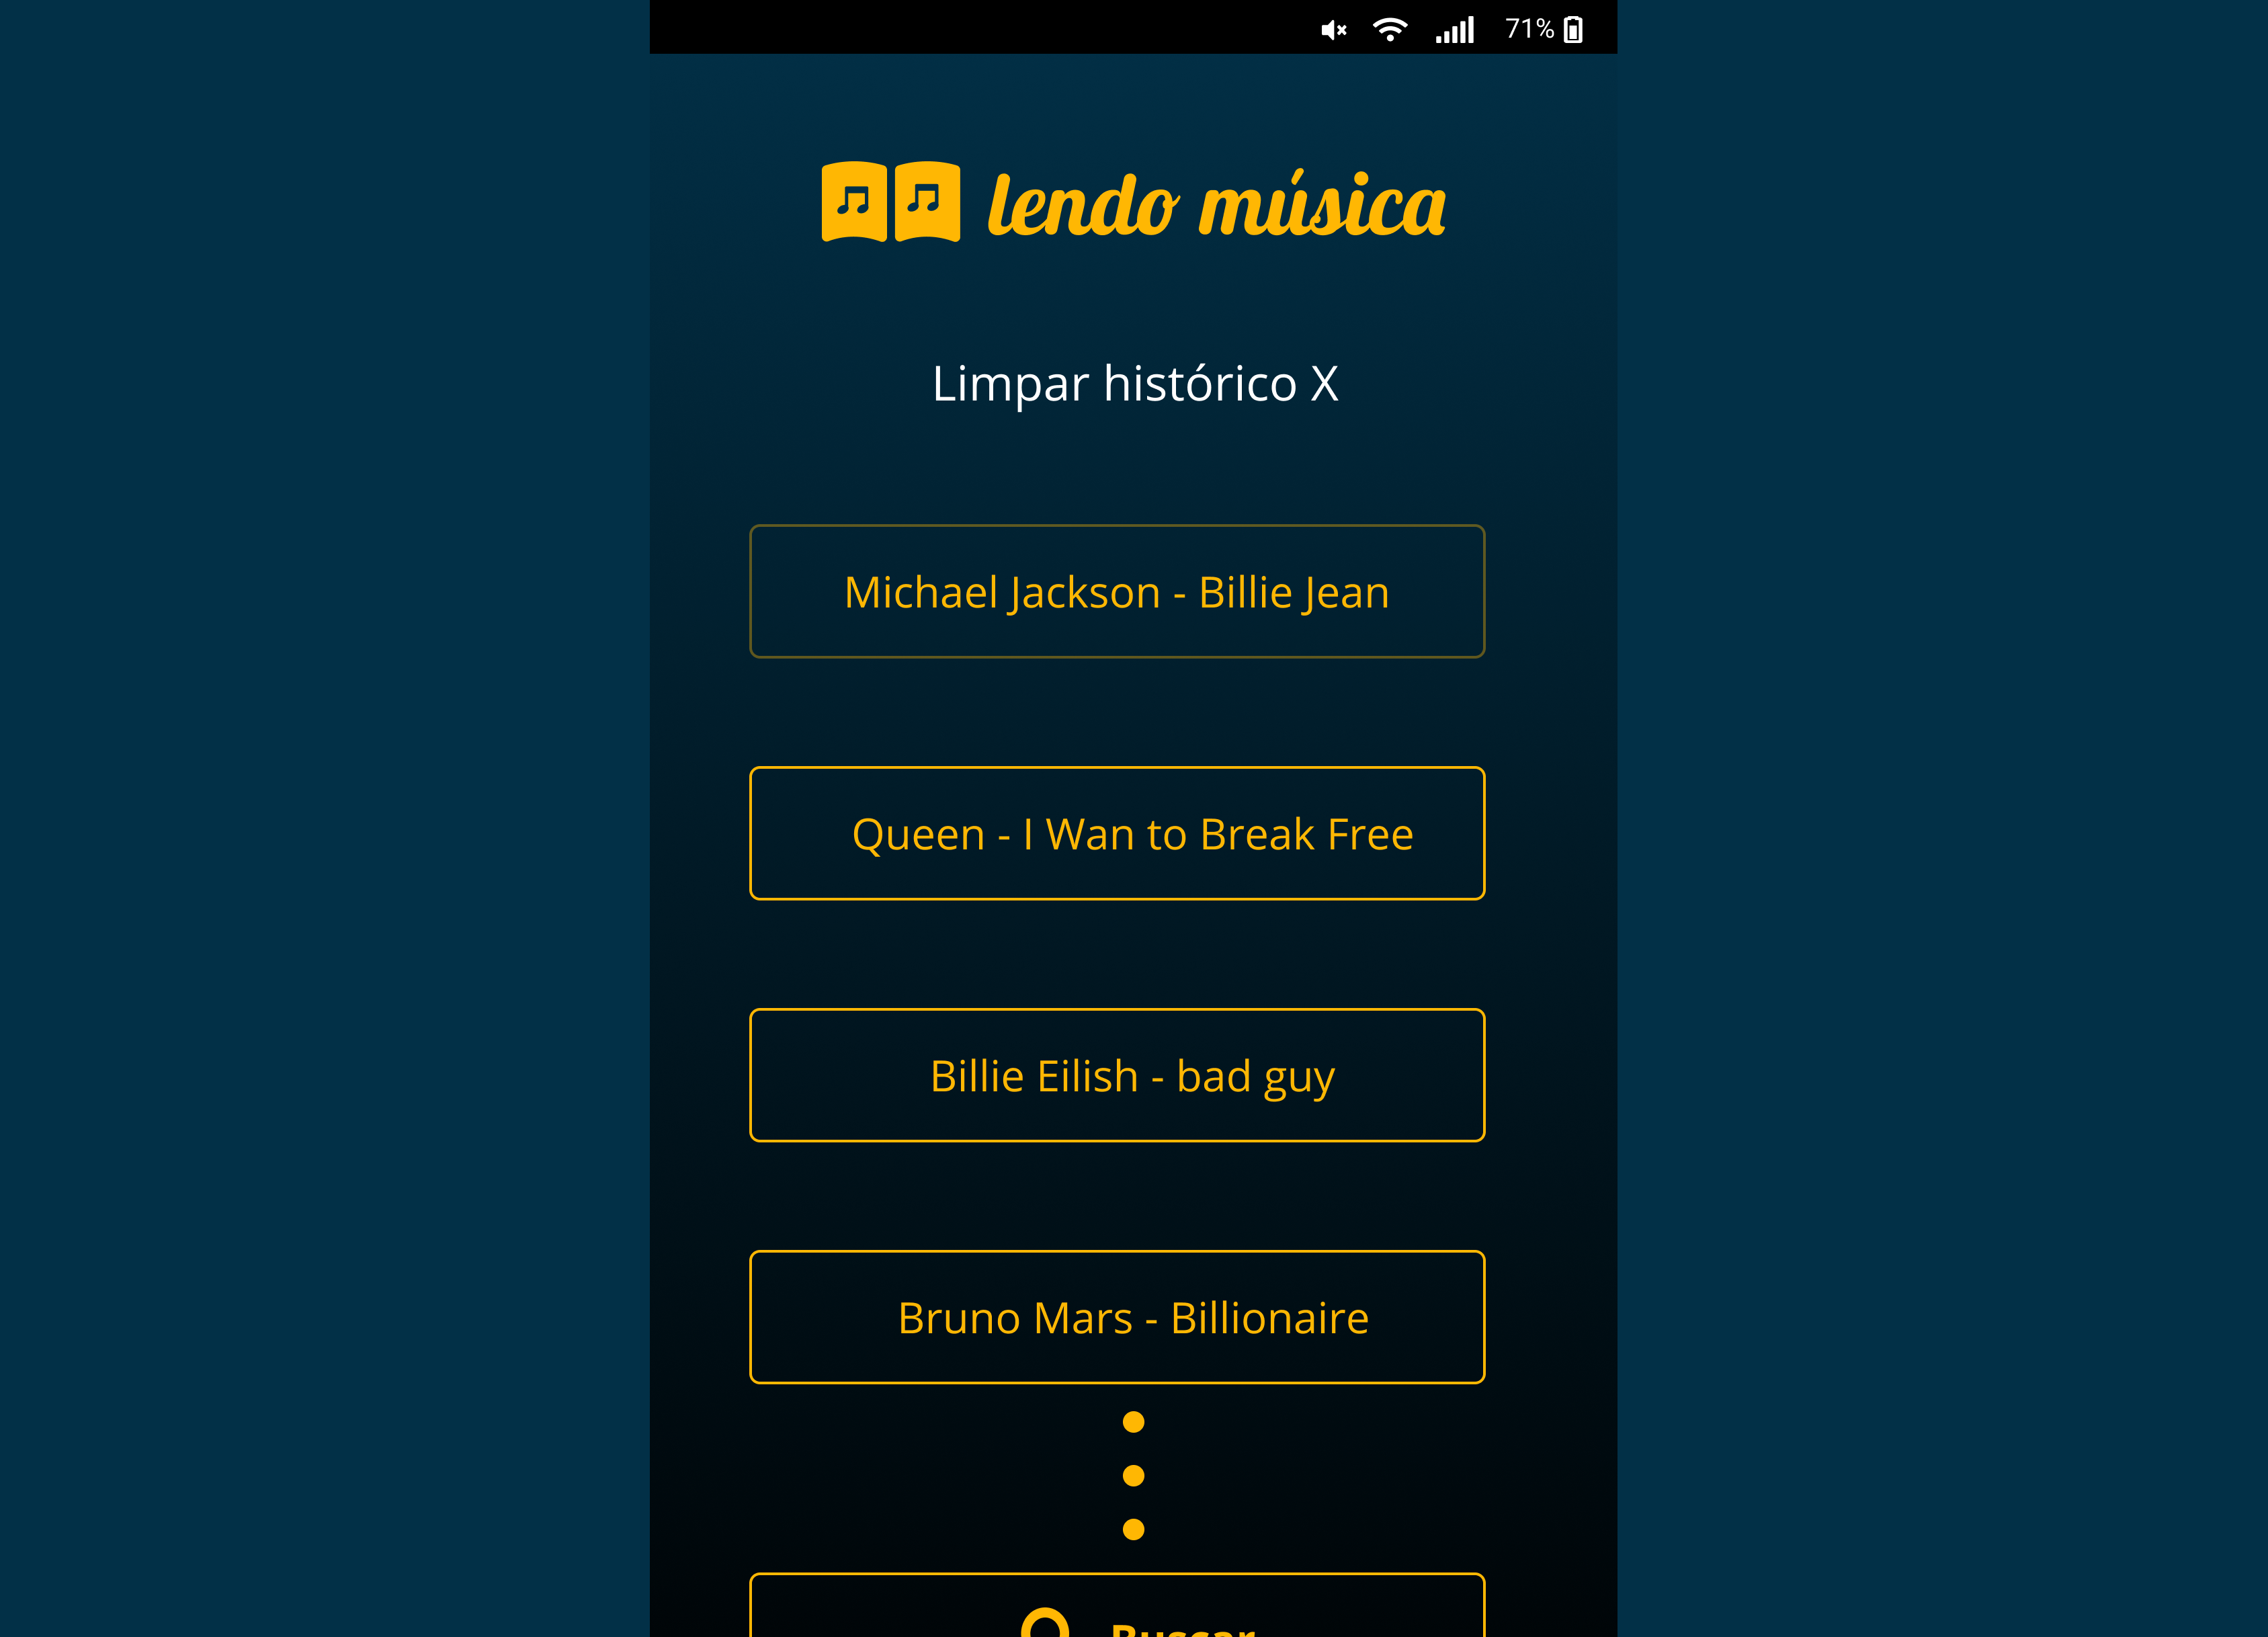 71%
lendo música
Limpar histórico X
Michael Jackson - Billie Jean
Queen - I Wan to Break Free
Billie Eilish - bad guy
Bruno Mars - Billionaire
Buscar